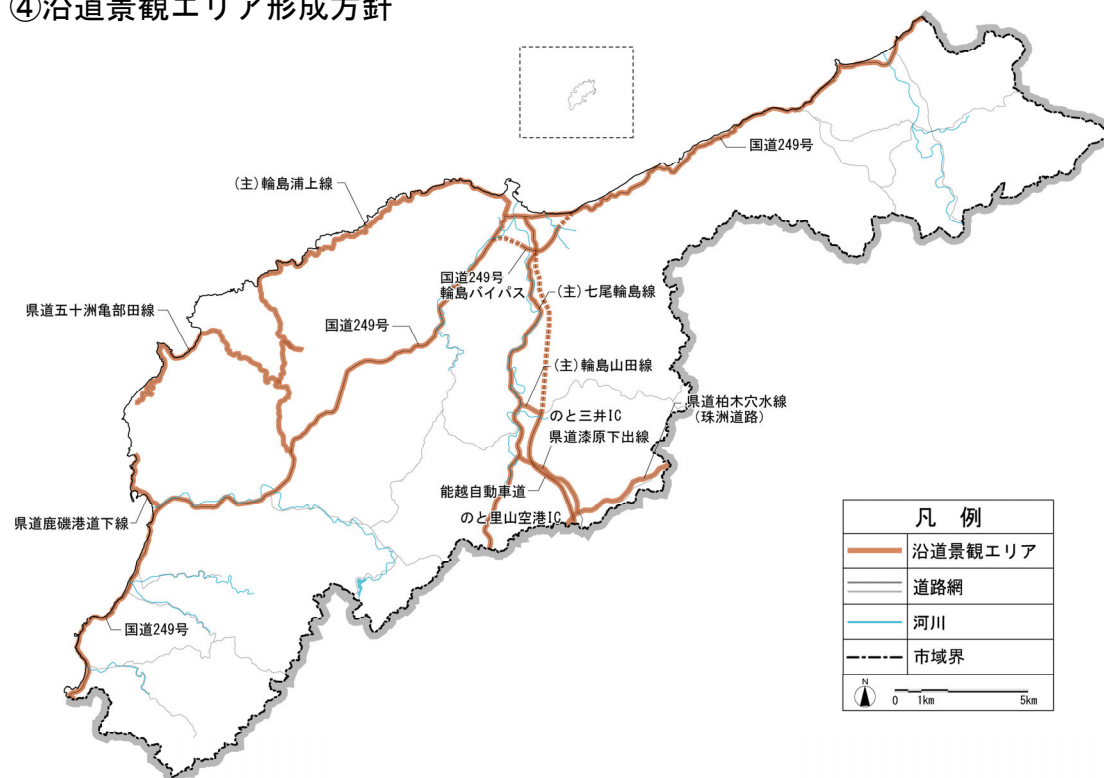 ④沿道景観エリア形成方針
国道249号
(主)輪島浦上線
国道249号
輪島バイパス
(主)七尾輪島線
県道五十洲亀部田線
国道249号
(主)輪島山田線
県道柏木穴水線
(珠洲道路)
のと三井IC
県道漆原下出線
能越自動車道
のと里山空港IC
県道鹿磯港道下線
国道249号
凡 例
沿道景観エリア
道路網
河川
市域界
N
0 1km 5km